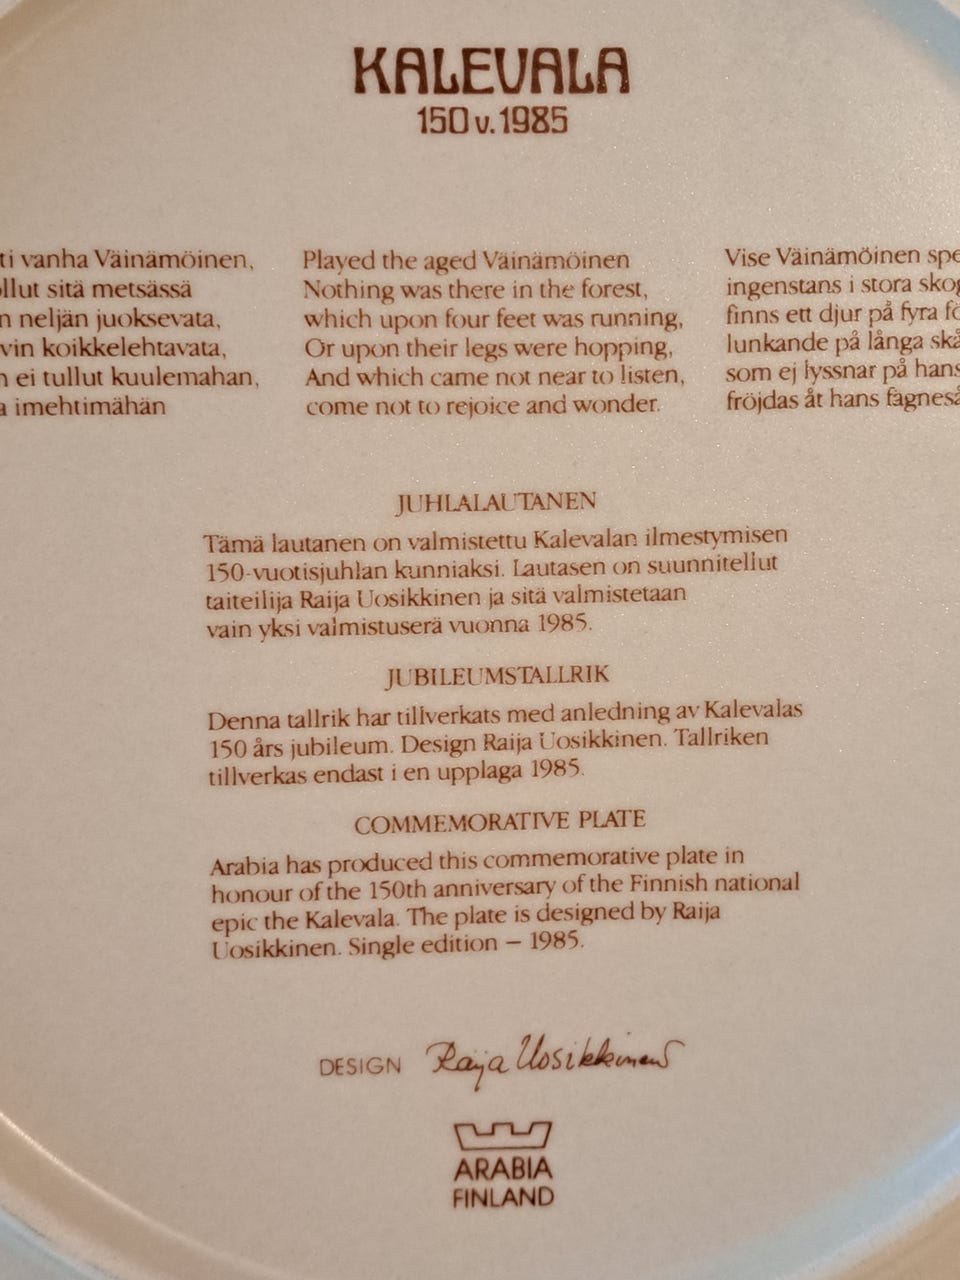 KALEVALA
150 v. 1985
vanha Väinämöinen,
sitä metsässä
neljän juoksevata,
koikkelehtavata,
ei tullut kuulemahan,
imehtimähän
Played the aged Väinämöinen
Nothing was there in the forest,
which upon four feet was running,
Or upon their legs were hopping,
And which came not near to listen,
come not to rejoice and wonder.
Vise Väinämöinen
ingenstans i stora
finns ett djur på fyra
lunkande på långa
som ej lyssnar på
fröjdas åt hans
JUHLALAUTANEN
Tämä lautanen on valmistettu Kalevalan ilmestymisen
150-vuotisjuhlan kunniaksi. Lautasen on suunnitellut
taiteilija Raija Uosikkinen ja sitä valmistetaan
vain yksi valmistuserä vuonna 1985.
JUBILEUMSTALLRIK
Denna tallrik har tillverkats med anledning av Kalevalas
150 års jubileum. Design Raija Uosikkinen. Tallriken
tillverkas endast i en upplaga 1985.
COMMEMORATIVE PLATE
Arabia has produced this commemorative plate in
honour of the 150th anniversary of the Finnish national
epic the Kalevala. The plate is designed by Raija
Uosikkinen. Single edition – 1985.
DESIGN Raija Uosikkinen
ARABIA
FINLAND